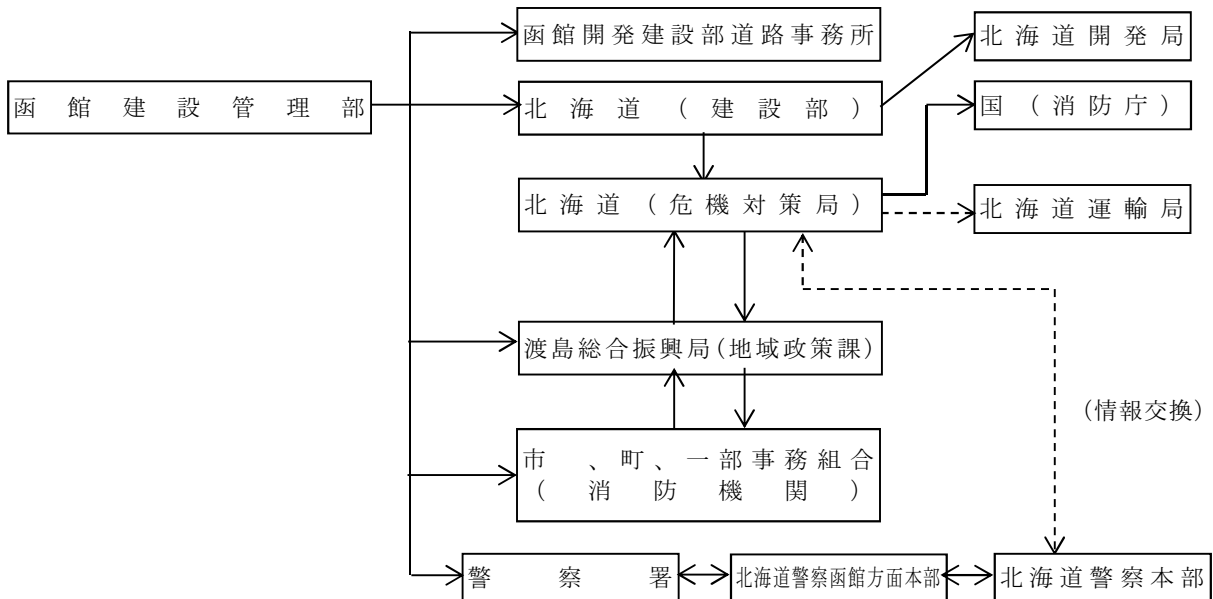 函館開発建設部道路事務所
北海道開発局
函館建設管理部
北海道（建設部）
国（消防庁）
北海道（危機対策局）
北海道運輸局
渡島総合振興局(地域政策課)
（情報交換）
市、町、一部事務組合
（消防機関）
警察署
北海道警察函館方面本部
北海道警察本部